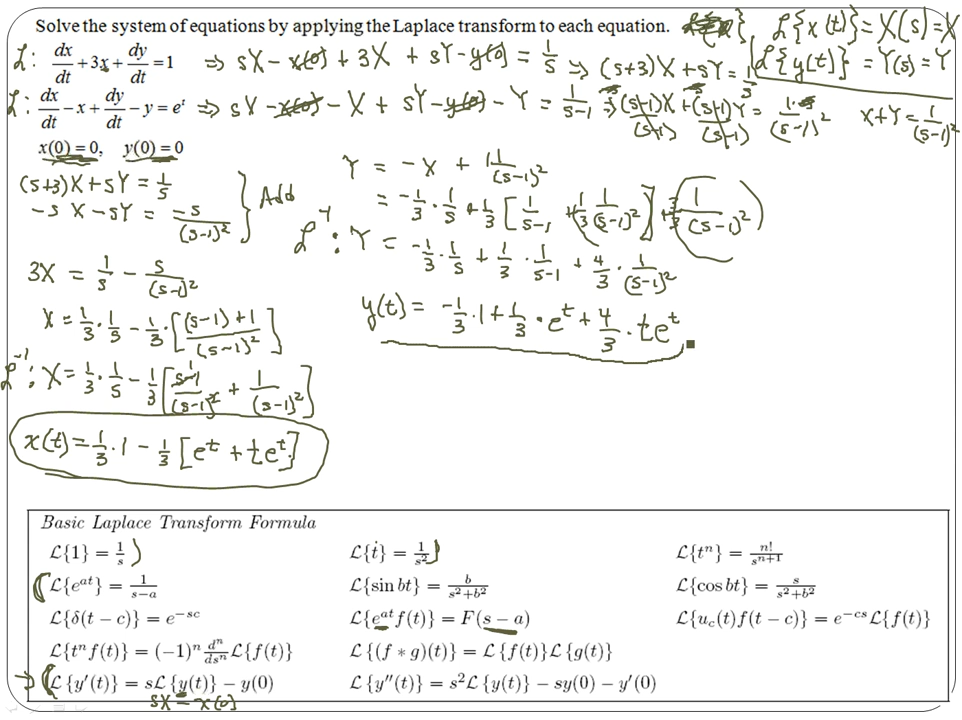 Solve the system of equations by applying the Laplace transform to each equation.
ℒ{x(t)} = X(s) = X
ℒ{y(t)} = Y(s) = Y
ℒ: dx/dt + 3x + dy/dt = 1 ⇒ sX − x(0) + 3X + sY − y(0) = 1/s ⇒ (s+3)X + sY = 1/s
ℒ: dx/dt − x + dy/dt − y = e^t ⇒ sX − x(0) − X + sY − y(0) − Y = 1/(s−1) ⇒ (s−1)X/(s−1) + (s−1)Y/(s−1) = 1/(s−1)² X+Y = 1/(s−1)²
x(0) = 0, y(0) = 0
(s+3)X + sY = 1/s
−sX − sY = −s/(s−1)² } Add
3X = 1/s − s/(s−1)²
X = 1/3 · 1/s − 1/3 · [((s−1)+1)/(s−1)²]
ℒ⁻¹: X = 1/3 · 1/s − 1/3 [s−1/(s−1)² + 1/(s−1)²]
x(t) = 1/3 · 1 − 1/3 [e^t + te^t]
Y = −X + 1/(s−1)²
= −1/3 · 1/s + 1/3 [1/(s−1) + 1/3 1/(s−1)²] + 3/3 1/(s−1)²
ℒ⁻¹: Y = −1/3 · 1/s + 1/3 · 1/(s−1) + 4/3 · 1/(s−1)²
y(t) = −1/3 · 1 + 1/3 · e^t + 4/3 · te^t
Basic Laplace Transform Formula
ℒ{1} = 1/s ℒ{t} = 1/s² ℒ{t^n} = n!/s^(n+1)
ℒ{e^(at)} = 1/(s−a) ℒ{sin bt} = b/(s²+b²) ℒ{cos bt} = s/(s²+b²)
ℒ{δ(t − c)} = e^(−sc) ℒ{e^(at) f(t)} = F(s − a) ℒ{u_c(t)f(t − c)} = e^(−cs)ℒ{f(t)}
ℒ{t^n f(t)} = (−1)^n d^n/ds^n ℒ{f(t)} ℒ{(f ∗ g)(t)} = ℒ{f(t)}ℒ{g(t)}
→ ℒ{y′(t)} = sℒ{y(t)} − y(0) ℒ{y″(t)} = s²ℒ{y(t)} − sy(0) − y′(0)
sX − x(0)